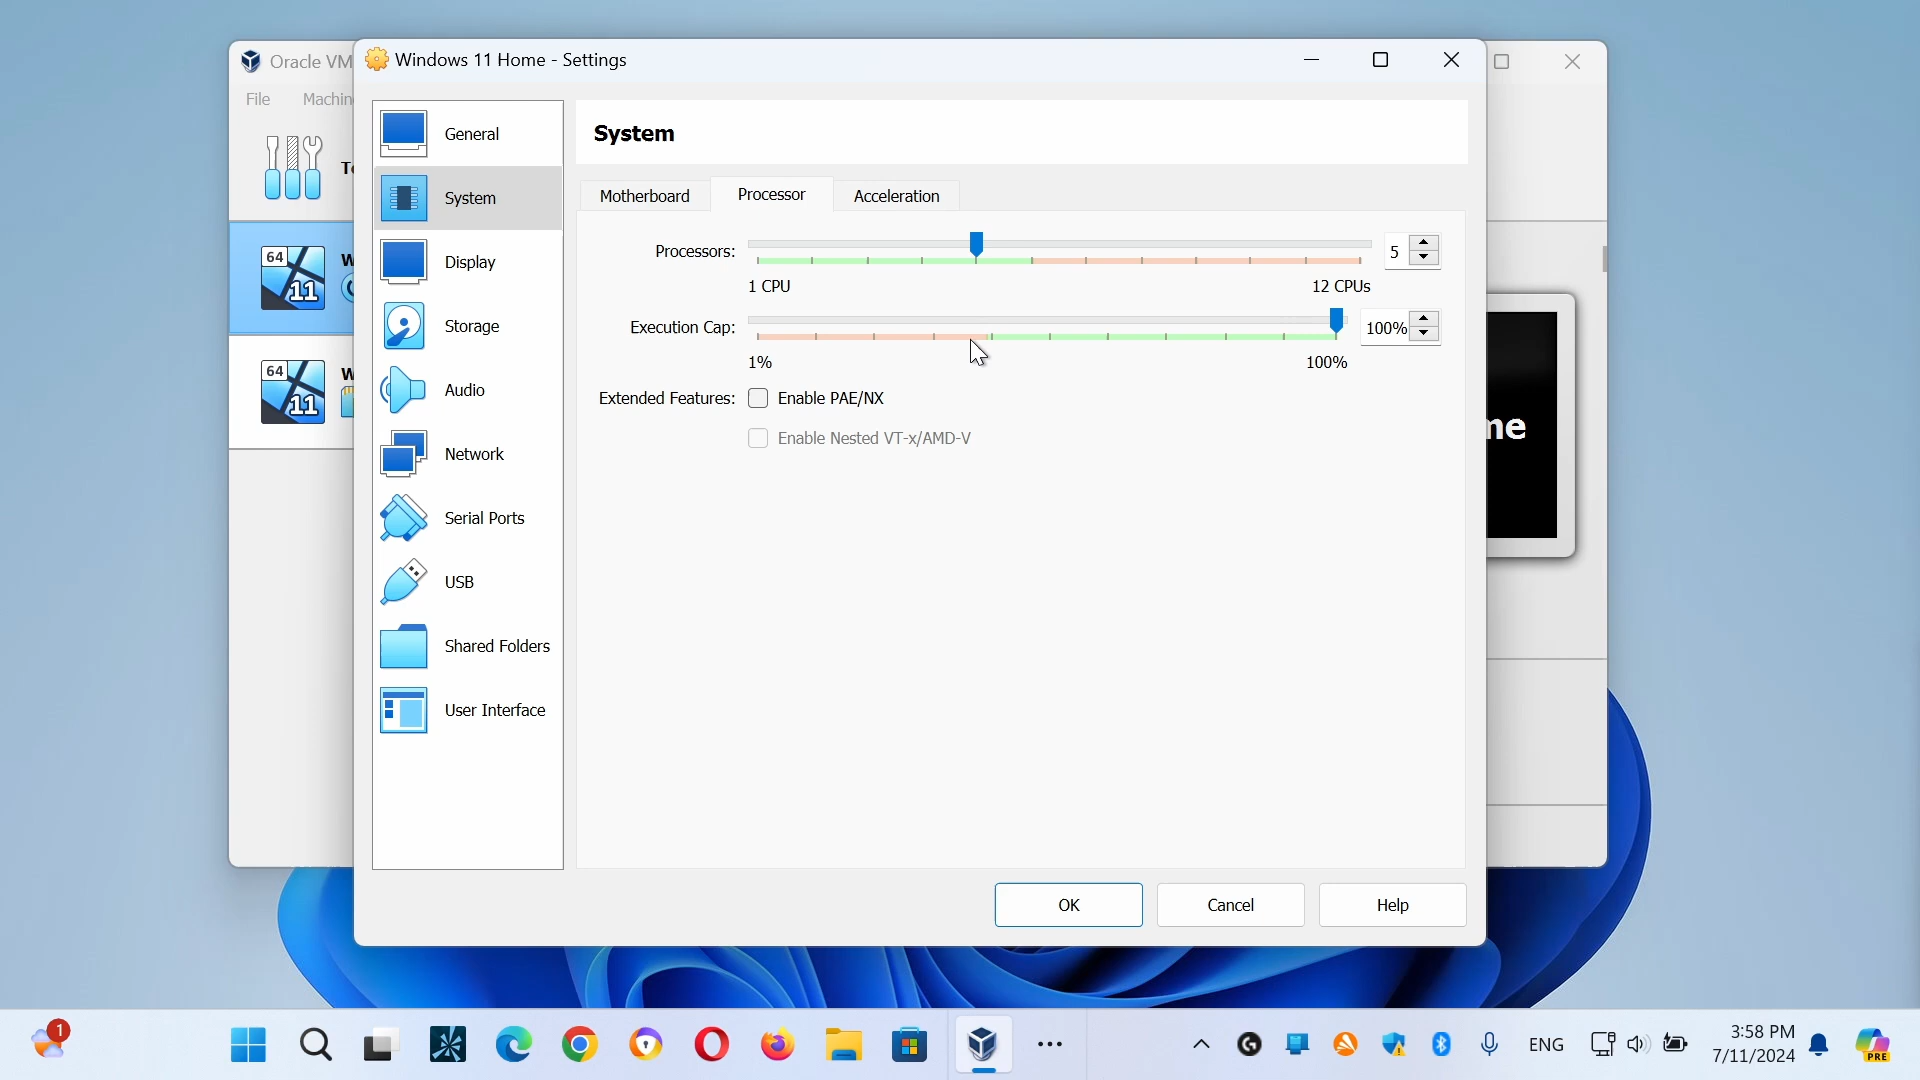 Oracle VM
Windows 11 Home - Settings
File Machin
System
General
System
Display
Storage
Audio
Network
Serial Ports
USB
Shared Folders
User Interface
Motherboard Processor Acceleration
Processors: 5
1 CPU 12 CPUs
Execution Cap: 100%
1% 100%
Extended Features: Enable PAE/NX
Enable Nested VT-x/AMD-V
64
11
W
64
11
W
me
OK Cancel Help
1
ENG
3:58 PM
7/11/2024
PRE